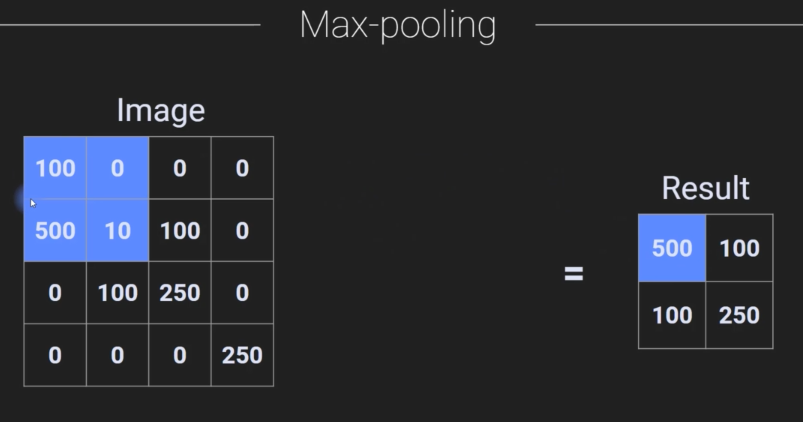 Max-pooling
Image
100 0 0 0
500 10 100 0
0 100 250 0
0 0 0 250
=
Result
500 100
100 250